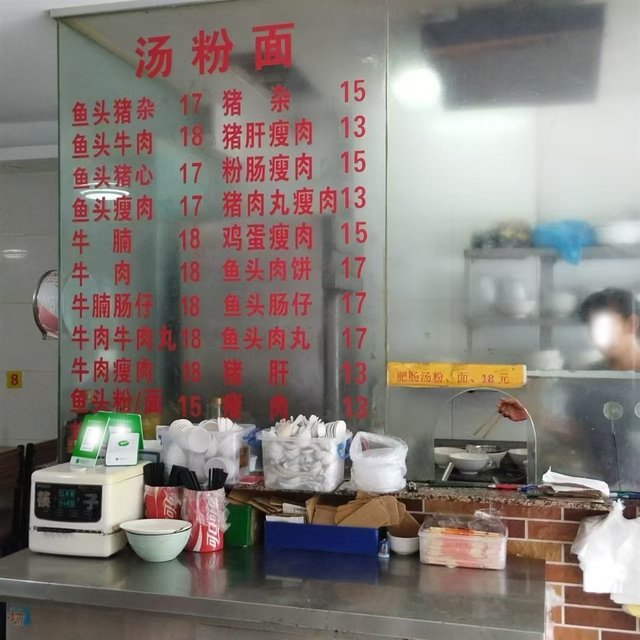 汤粉面
鱼头猪杂 17
鱼头牛肉 18
鱼头猪心 17
鱼头瘦肉 17
牛腩 18
牛肉 18
牛腩肠仔 18
牛肉牛肉丸 18
牛肉瘦肉 18
鱼头粉/面 15
猪杂 15
猪肝瘦肉 13
粉肠瘦肉 15
猪肉丸瘦肉 13
鸡蛋瘦肉 15
鱼头肉饼 17
鱼头肠仔 17
鱼头肉丸 17
猪肝 13
瘦肉 13
肥肠汤粉、面、18元
8